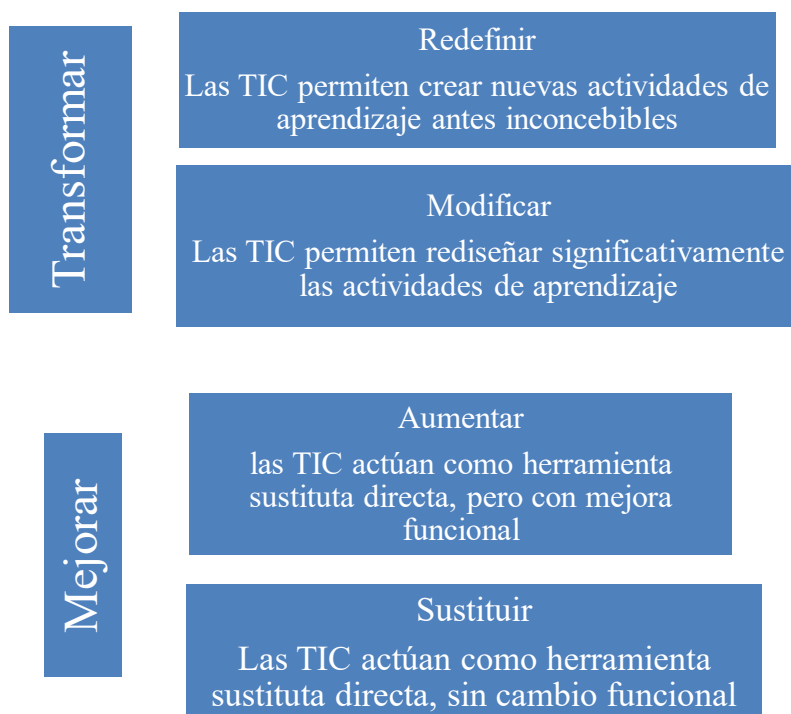 Transformar
Redefinir
Las TIC permiten crear nuevas actividades de
aprendizaje antes inconcebibles
Modificar
Las TIC permiten rediseñar significativamente
las actividades de aprendizaje
Mejorar
Aumentar
las TIC actúan como herramienta
sustituta directa, pero con mejora
funcional
Sustituir
Las TIC actúan como herramienta
sustituta directa, sin cambio funcional